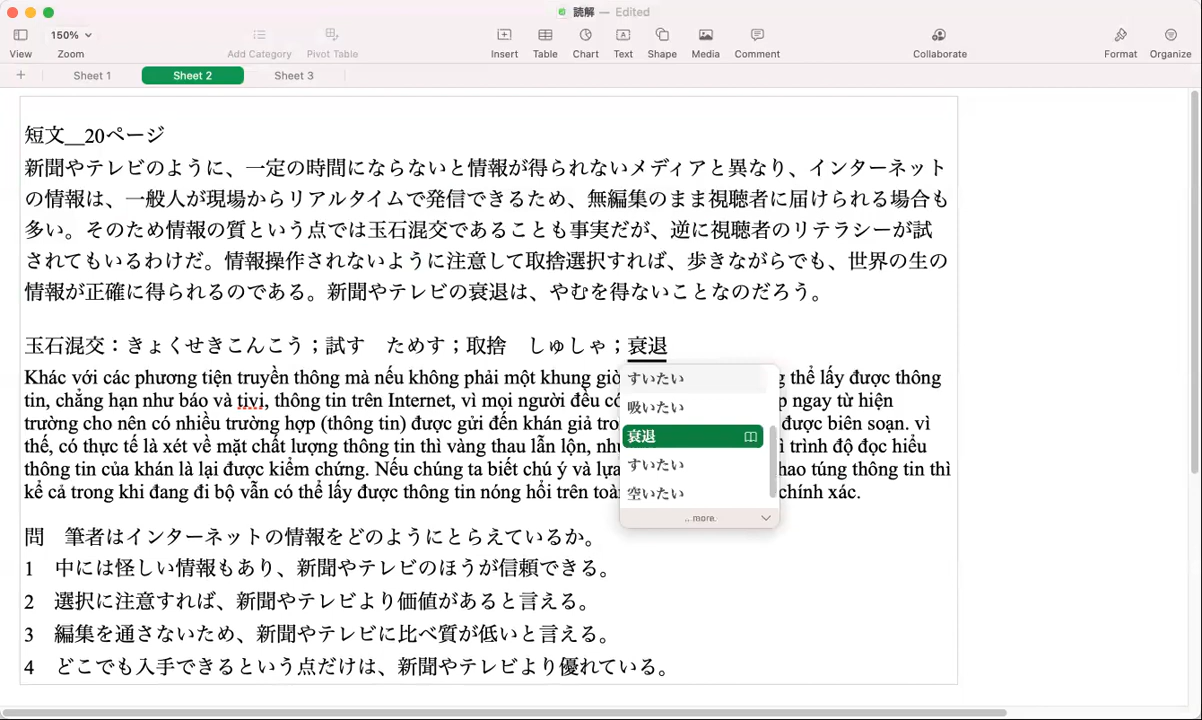 読解 — Edited
150%
View Zoom Add Category Pivot Table Insert Table Chart Text Shape Media Comment Collaborate Format Organize
+ Sheet 1 Sheet 2 Sheet 3
短文__20ページ
新聞やテレビのように、一定の時間にならないと情報が得られないメディアと異なり、インターネット
の情報は、一般人が現場からリアルタイムで発信できるため、無編集のまま視聴者に届けられる場合も
多い。そのため情報の質という点では玉石混交であることも事実だが、逆に視聴者のリテラシーが試
されてもいるわけだ。情報操作されないように注意して取捨選択すれば、歩きながらでも、世界の生の
情報が正確に得られるのである。新聞やテレビの衰退は、やむを得ないことなのだろう。
玉石混交：きょくせきこんこう；試す　ためす；取捨　しゅしゃ；衰退
Khác với các phương tiện truyền thông mà nếu không phải một khung giờ thể lấy được thông
tin, chẳng hạn như báo và tivi, thông tin trên Internet, vì mọi người đều ngay từ hiện
trường cho nên có nhiều trường hợp (thông tin) được gửi đến khán giả được biên soạn. vì
thế, có thực tế là xét về mặt chất lượng thông tin thì vàng thau lẫn lộn, trình độ đọc hiểu
thông tin của khán là lại được kiểm chứng. Nếu chúng ta biết chú ý và túng thông tin thì
kể cả trong khi đang đi bộ vẫn có thể lấy được thông tin nóng hổi trên chính xác.
すいたい
吸いたい
衰退
すいたい
空いたい
.. more.
問　筆者はインターネットの情報をどのようにとらえているか。
1　中には怪しい情報もあり、新聞やテレビのほうが信頼できる。
2　選択に注意すれば、新聞やテレビより価値があると言える。
3　編集を通さないため、新聞やテレビに比べ質が低いと言える。
4　どこでも入手できるという点だけは、新聞やテレビより優れている。